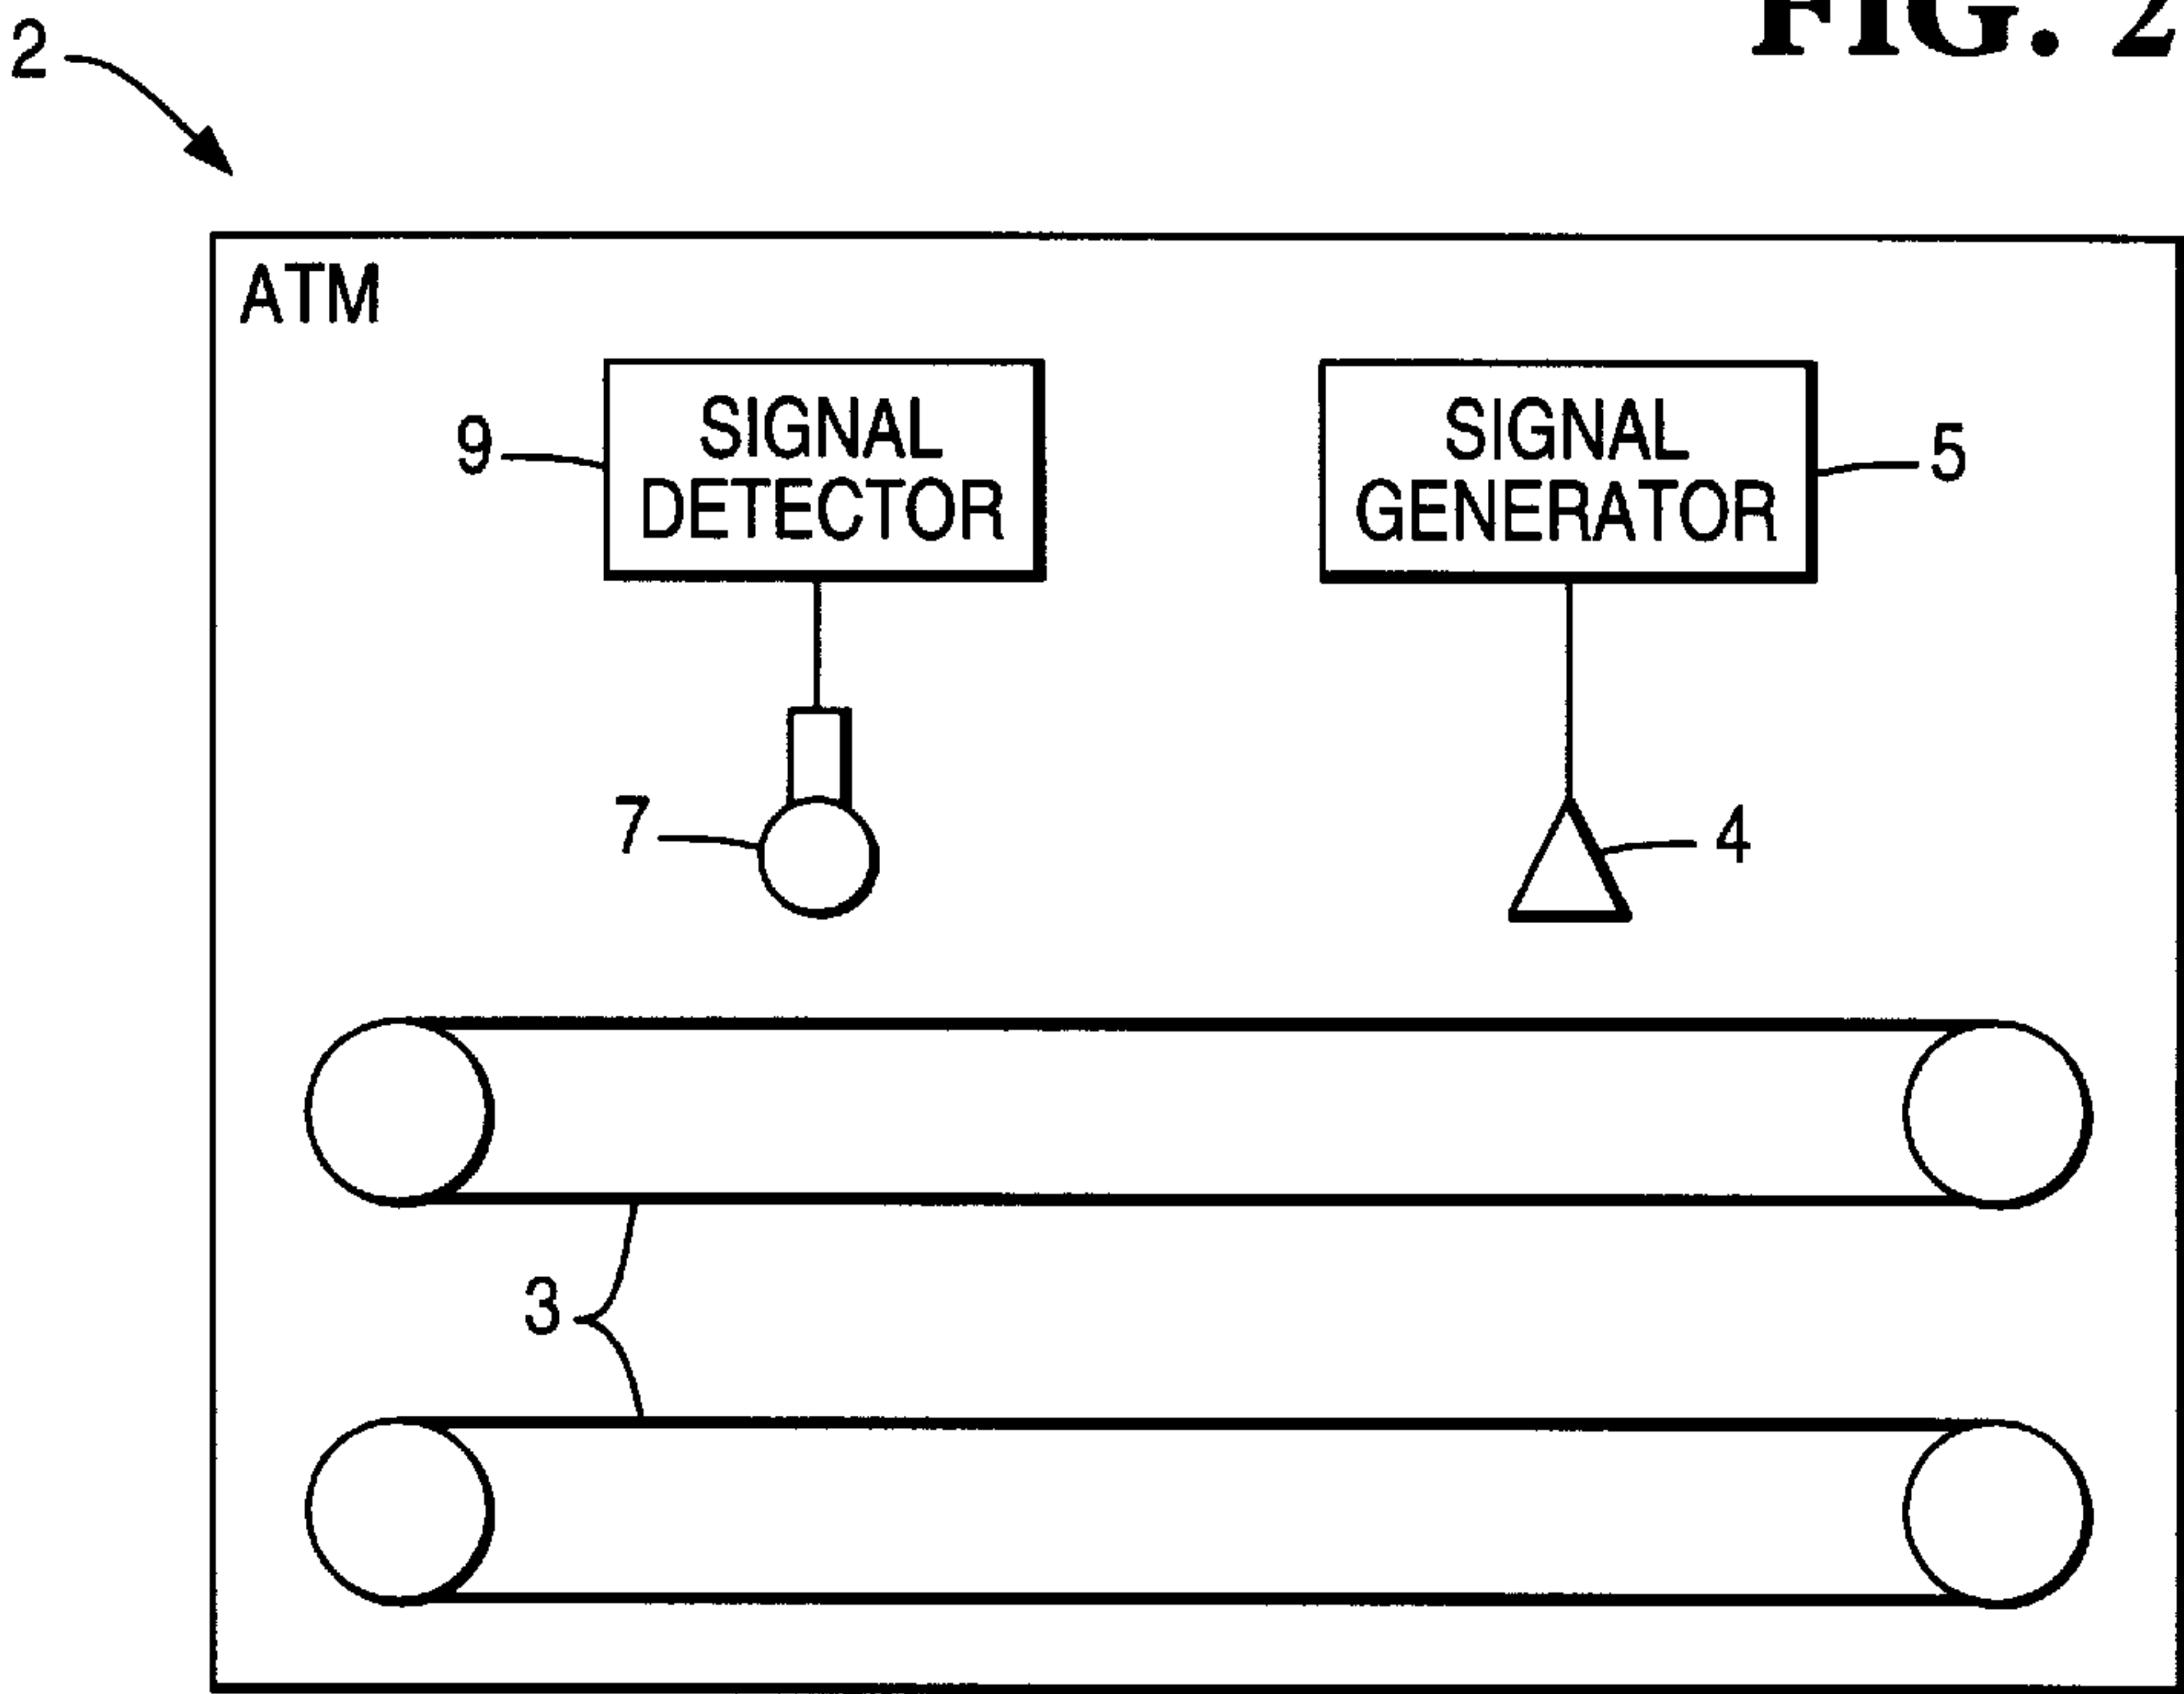 FIG. 2
2
ATM
SIGNAL
DETECTOR
9
SIGNAL
GENERATOR
5
7
4
3